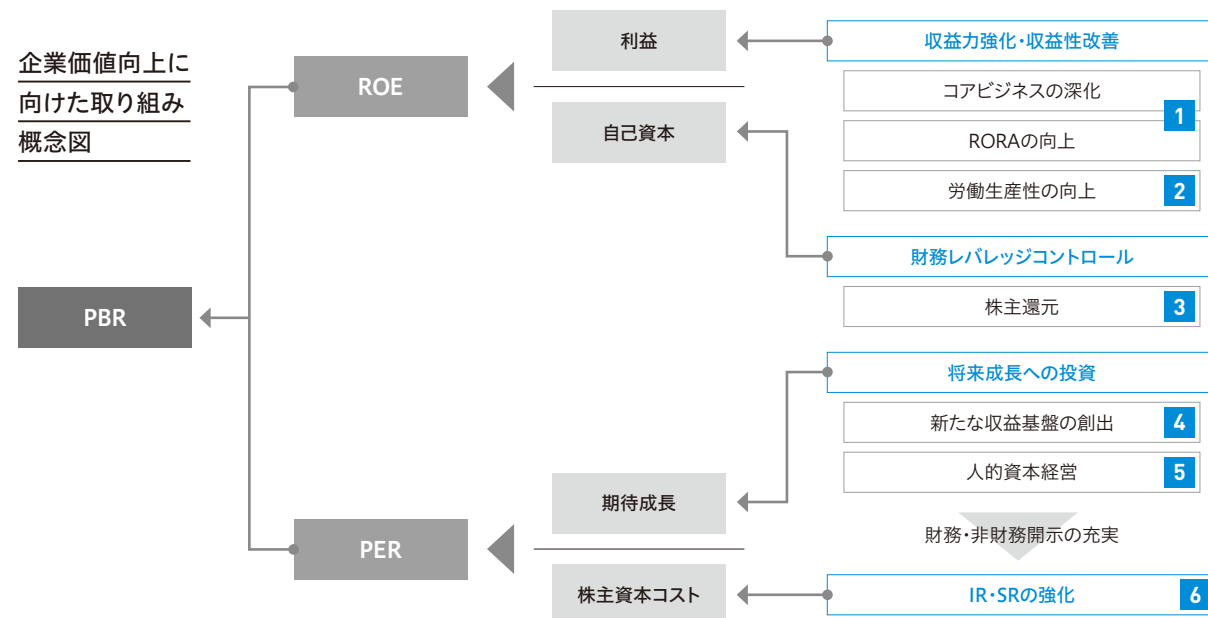 企業価値向上に
向けた取り組み
概念図
PBR
ROE
PER
利益
自己資本
期待成長
株主資本コスト
収益力強化・収益性改善
コアビジネスの深化
1
RORAの向上
労働生産性の向上 2
財務レバレッジコントロール
株主還元 3
将来成長への投資
新たな収益基盤の創出 4
人的資本経営 5
財務・非財務開示の充実
IR・SRの強化 6